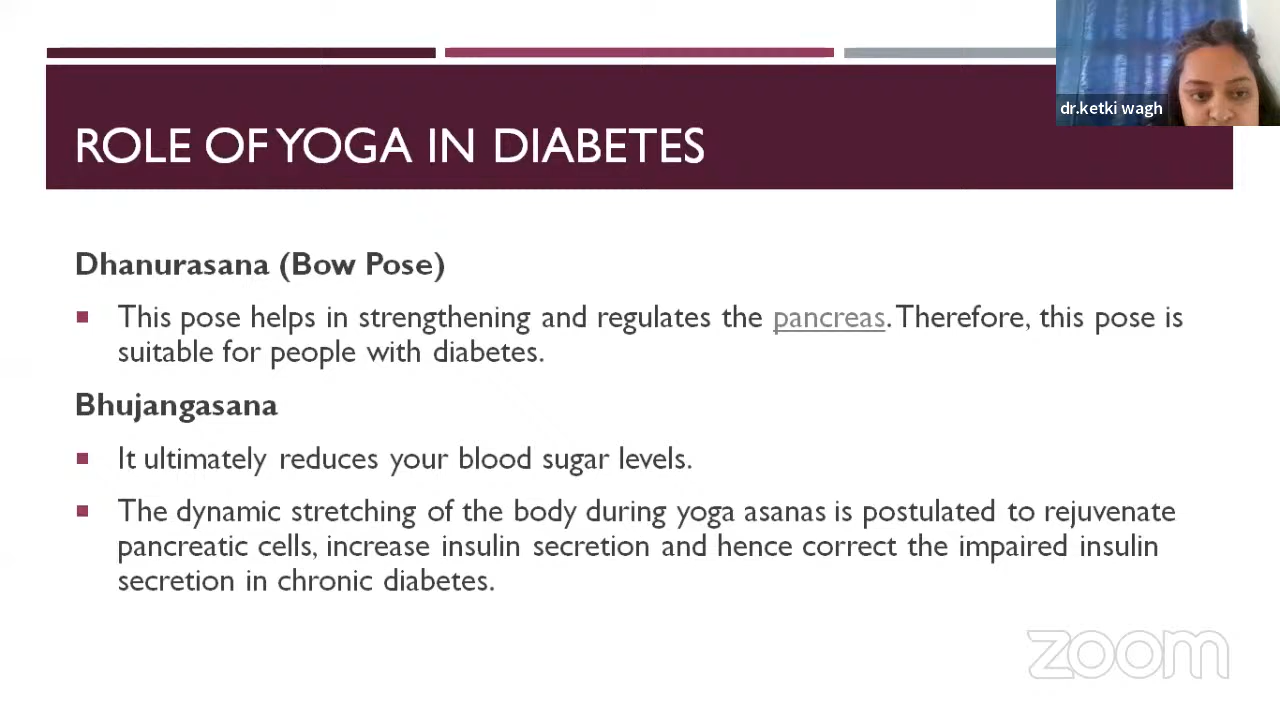 dr.ketki wagh
ROLE OF YOGA IN DIABETES
Dhanurasana (Bow Pose)
This pose helps in strengthening and regulates the pancreas. Therefore, this pose is
suitable for people with diabetes.
Bhujangasana
It ultimately reduces your blood sugar levels.
The dynamic stretching of the body during yoga asanas is postulated to rejuvenate
pancreatic cells, increase insulin secretion and hence correct the impaired insulin
secretion in chronic diabetes.
zoom